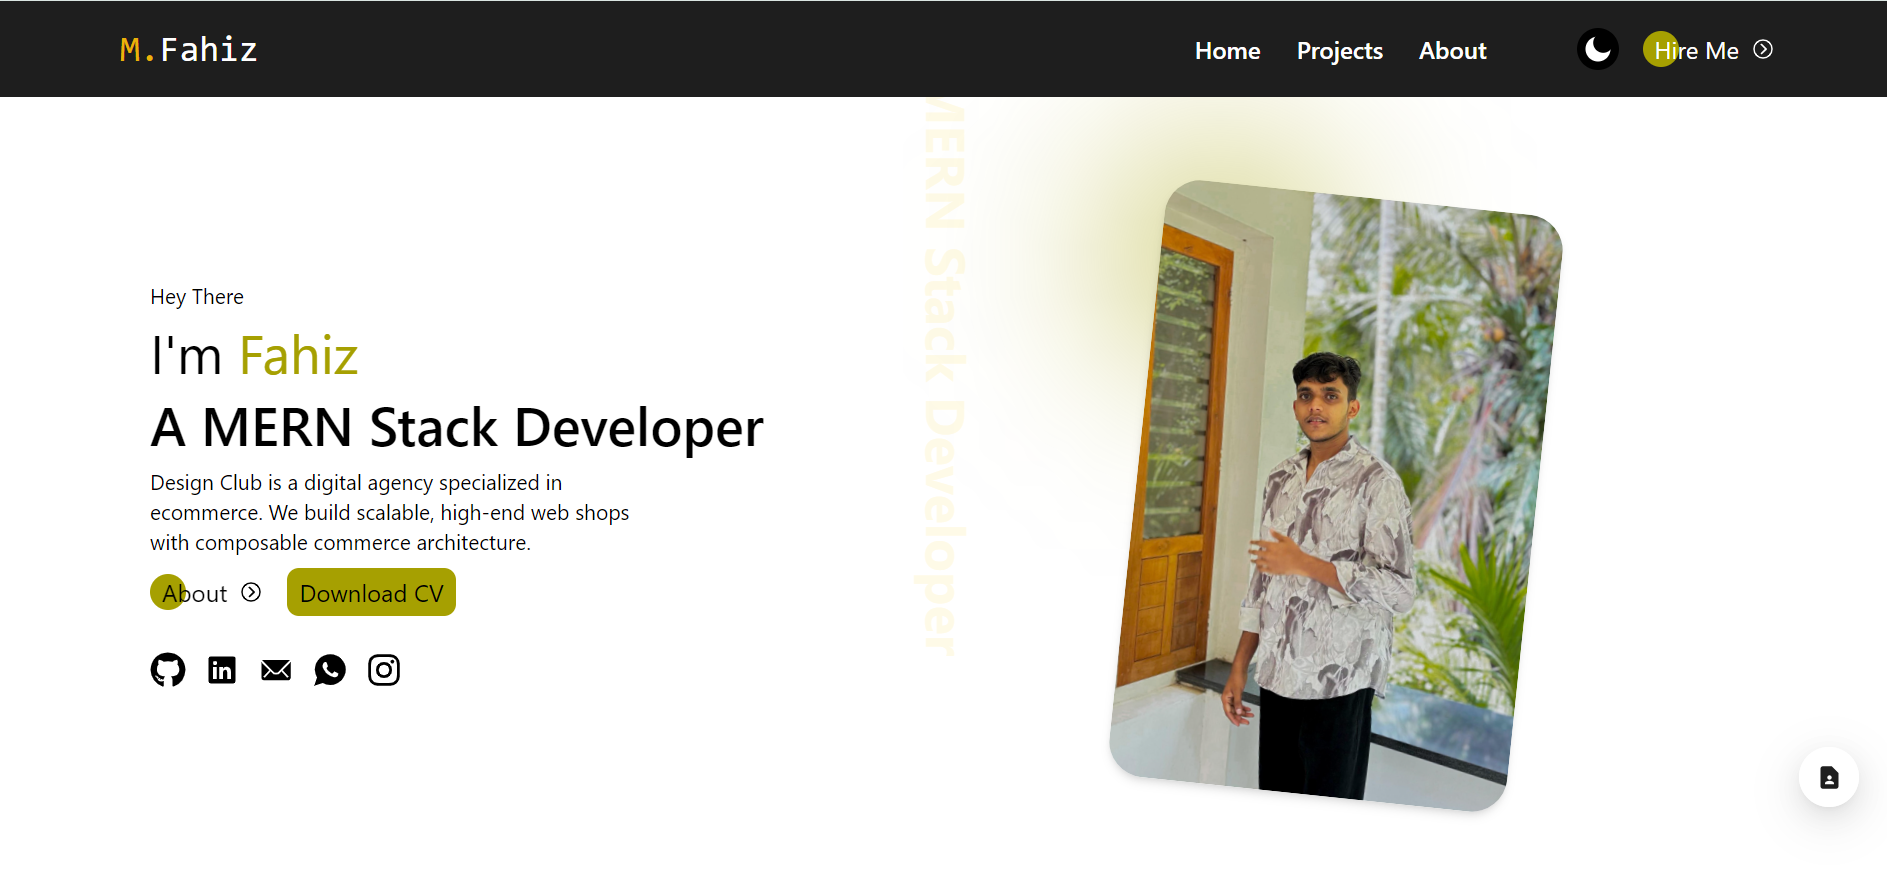 M.Fahiz
Home Projects About Hire Me
MERN Stack Developer
Hey There
I'm Fahiz
A MERN Stack Developer
Design Club is a digital agency specialized in
ecommerce. We build scalable, high-end web shops
with composable commerce architecture.
About Download CV
in